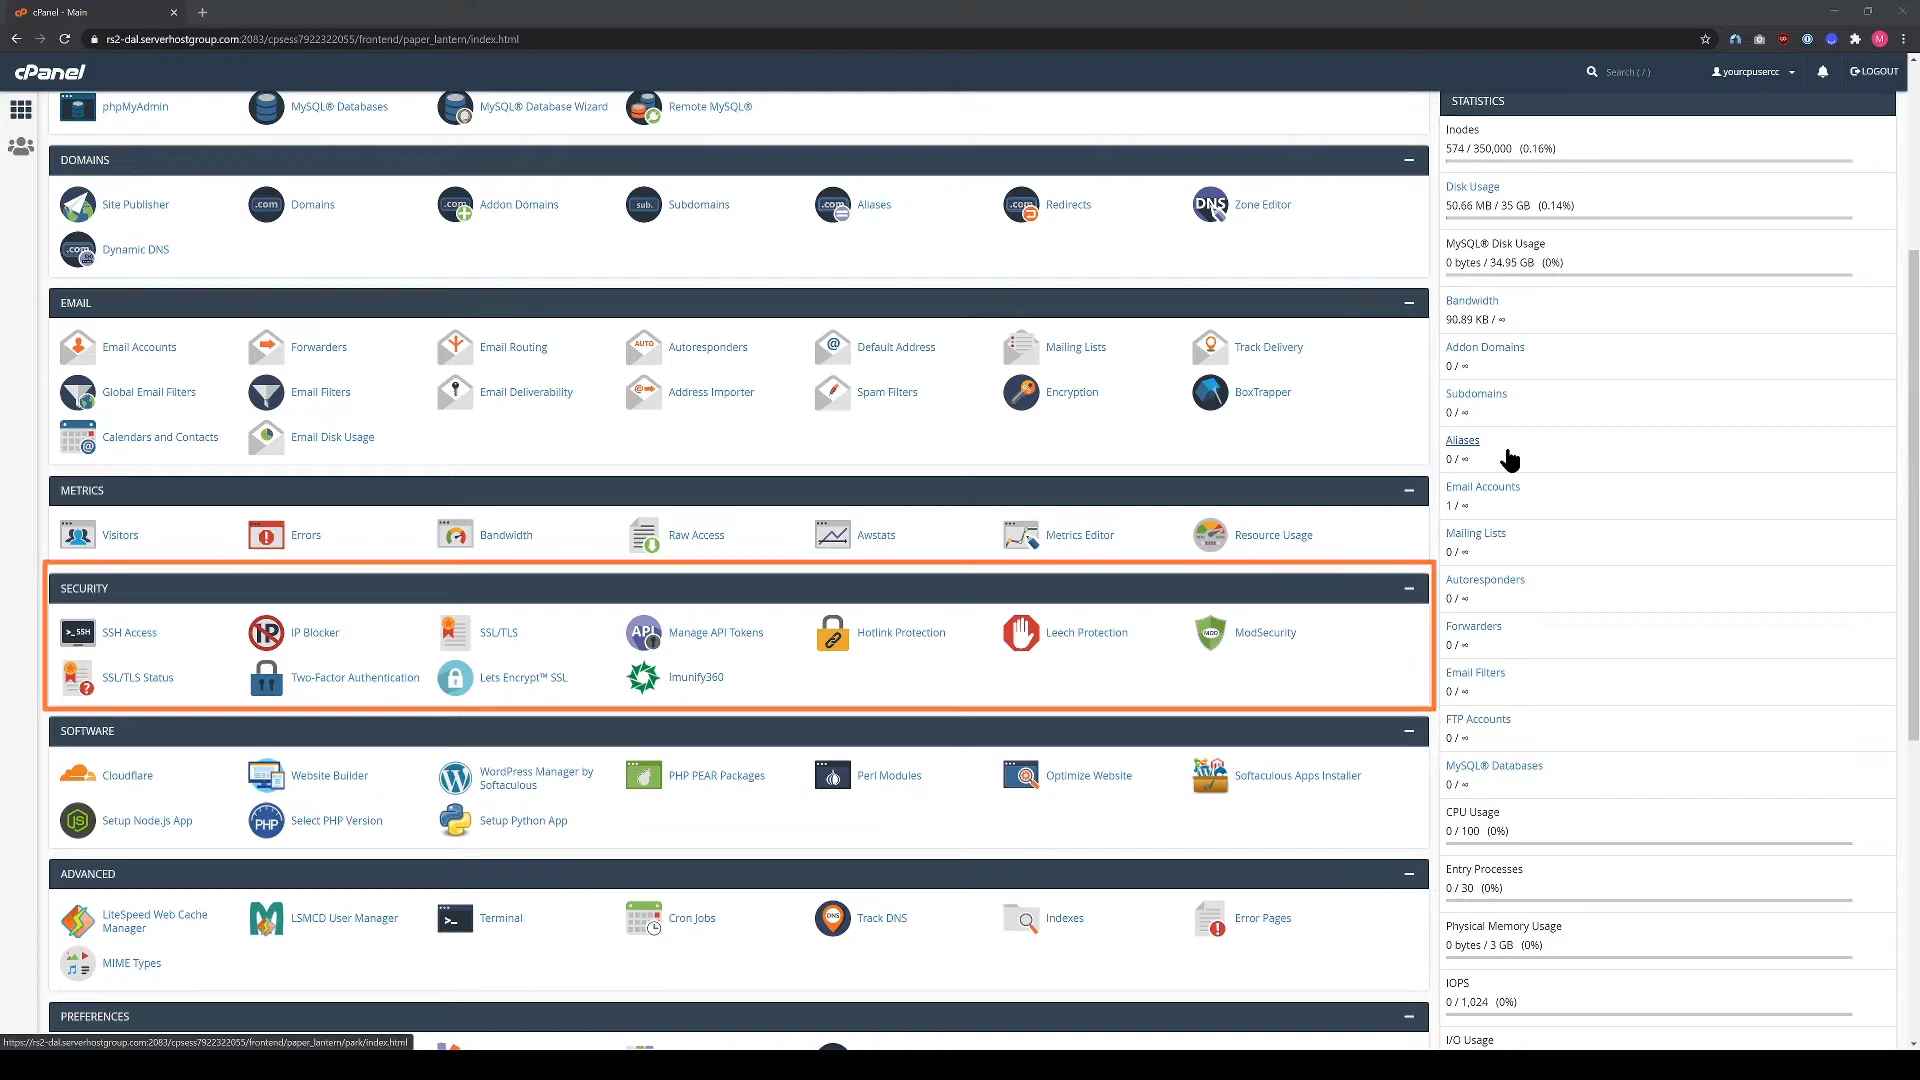 cPanel - Main
rs2-dal.serverhostgroup.com:2083/cpsess7922322055/frontend/paper_lantern/index.html
cPanel
Search ( / )
yourcpusercc
LOGOUT
phpMyAdmin
MySQL® Databases
MySQL® Database Wizard
Remote MySQL®
DOMAINS
Site Publisher
Domains
Addon Domains
Subdomains
Aliases
Redirects
Zone Editor
Dynamic DNS
EMAIL
Email Accounts
Forwarders
Email Routing
Autoresponders
Default Address
Mailing Lists
Track Delivery
Global Email Filters
Email Filters
Email Deliverability
Address Importer
Spam Filters
Encryption
BoxTrapper
Calendars and Contacts
Email Disk Usage
METRICS
Visitors
Errors
Bandwidth
Raw Access
Awstats
Metrics Editor
Resource Usage
SECURITY
SSH Access
IP Blocker
SSL/TLS
Manage API Tokens
Hotlink Protection
Leech Protection
ModSecurity
SSL/TLS Status
Two-Factor Authentication
Lets Encrypt™ SSL
Imunify360
SOFTWARE
Cloudflare
Website Builder
WordPress Manager by
Softaculous
PHP PEAR Packages
Perl Modules
Optimize Website
Softaculous Apps Installer
Setup Node.js App
Select PHP Version
Setup Python App
ADVANCED
LiteSpeed Web Cache
Manager
LSMCD User Manager
Terminal
Cron Jobs
Track DNS
Indexes
Error Pages
MIME Types
PREFERENCES
https://rs2-dal.serverhostgroup.com:2083/cpsess7922322055/frontend/paper_lantern/park/index.html
STATISTICS
Inodes
574 / 350,000 (0.16%)
Disk Usage
50.66 MB / 35 GB (0.14%)
MySQL® Disk Usage
0 bytes / 34.95 GB (0%)
Bandwidth
90.89 KB / ∞
Addon Domains
0 / ∞
Subdomains
0 / ∞
Aliases
0 / ∞
Email Accounts
1 / ∞
Mailing Lists
0 / ∞
Autoresponders
0 / ∞
Forwarders
0 / ∞
Email Filters
0 / ∞
FTP Accounts
0 / ∞
MySQL® Databases
0 / ∞
CPU Usage
0 / 100 (0%)
Entry Processes
0 / 30 (0%)
Physical Memory Usage
0 bytes / 3 GB (0%)
IOPS
0 / 1,024 (0%)
I/O Usage